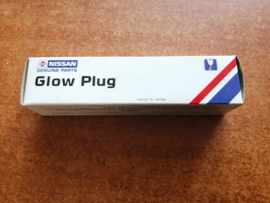 NISSAN
GENUINE PARTS
Glow Plug
MADE IN JAPAN